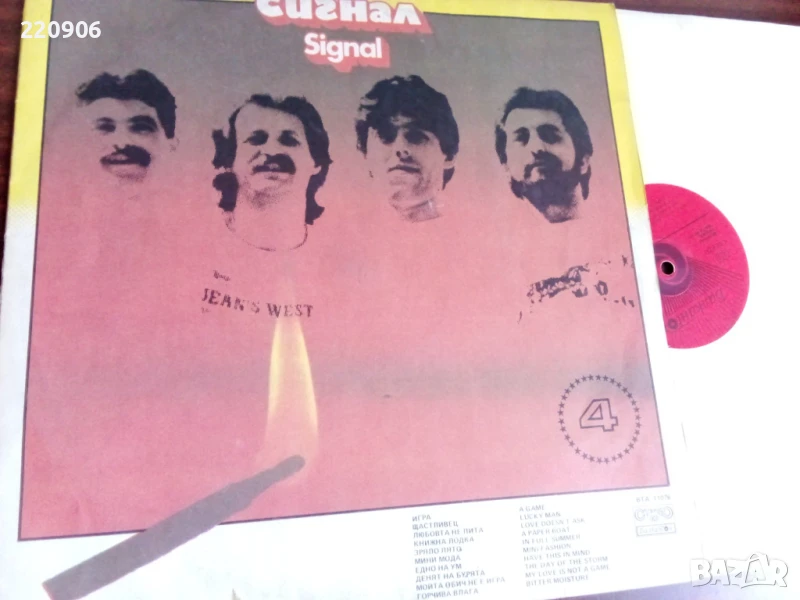 220906
сигнал
Signal
JEAN'S WEST
4
ИГРА
ЩАСТЛИВЕЦ
ЛЮБОВТА НЕ ПИТА
КНИЖНА ЛОДКА
ЗРЯЛО ЛЯТО
МИНИ МОДА
ЕДНО НА УМ
ДЕНЯТ НА БУРЯТА
МОЙТА ОБИЧ НЕ Е ИГРА
ГОРЧИВА ВЛАГА
A GAME
LUCKY MAN
LOVE DOESN'T ASK
A PAPER BOAT
IN FULL SUMMER
MINI FASHION
HAVE THIS IN MIND
THE DAY OF THE STORM
MY LOVE IS NOT A GAME
BITTER MOISTURE
BAZAR